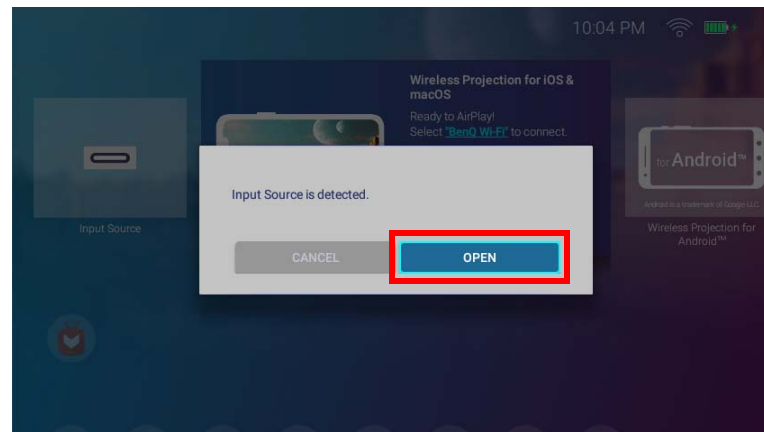 10:04 PM
Wireless Projection for iOS &
macOS
Ready to AirPlay!
Select "BenQ Wi-Fi" to connect.
for Android™
Android is a trademark of Google LLC.
Input Source
Wireless Projection for
Android™
Input Source is detected.
CANCEL
OPEN